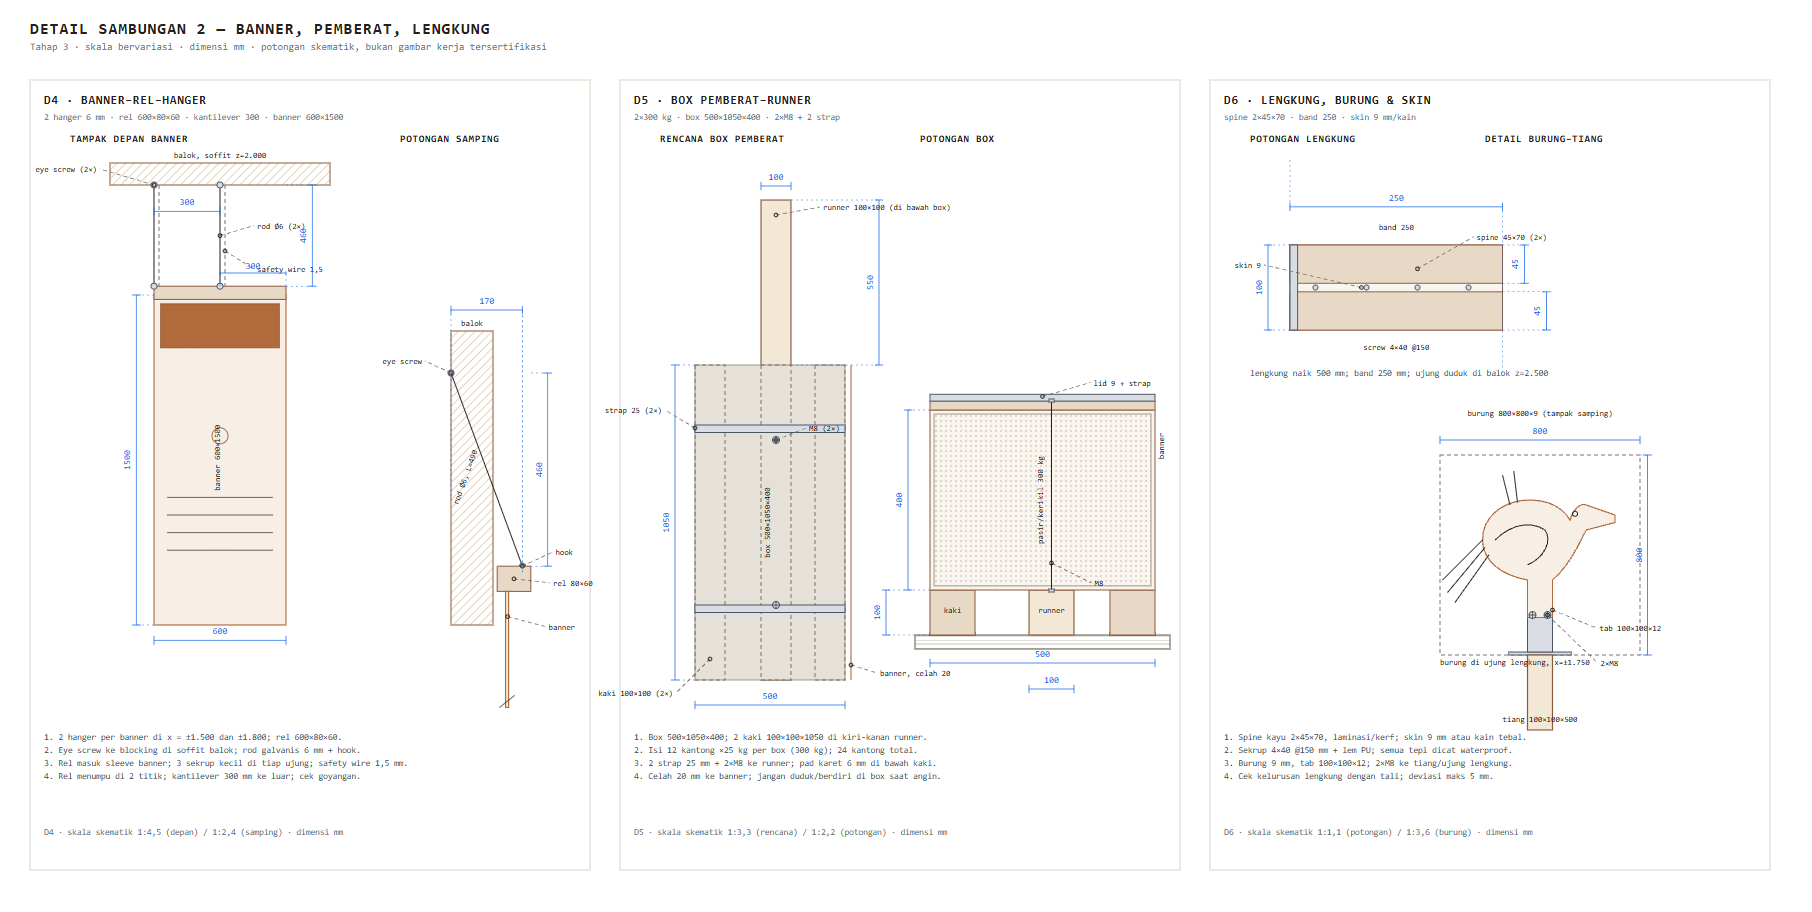 DETAIL SAMBUNGAN 2 — BANNER, PEMBERAT, LENGKUNG
Tahap 3 · skala bervariasi · dimensi mm · potongan skematik, bukan gambar kerja tersertifikasi
D4 · BANNER-REL-HANGER
2 hanger 6 mm · rel 600×80×60 · kantilever 300 · banner 600×1500
TAMPAK DEPAN BANNER
POTONGAN SAMPING
balok, soffit z=2.000
eye screw (2×)
300
rod Ø6 (2×)
460
300
safety wire 1,5
banner 600×1500
1500
600
170
balok
eye screw
rod Ø6, L≈490
460
hook
rel 80×60
banner
1. 2 hanger per banner di x = ±1.500 dan ±1.800; rel 600×80×60.
2. Eye screw ke blocking di soffit balok; rod galvanis 6 mm + hook.
3. Rel masuk sleeve banner; 3 sekrup kecil di tiap ujung; safety wire 1,5 mm.
4. Rel menumpu di 2 titik; kantilever 300 mm ke luar; cek goyangan.
D4 · skala skematik 1:4,5 (depan) / 1:2,4 (samping) · dimensi mm
D5 · BOX PEMBERAT-RUNNER
2×300 kg · box 500×1050×400 · 2×M8 + 2 strap
RENCANA BOX PEMBERAT
POTONGAN BOX
100
runner 100×100 (di bawah box)
550
strap 25 (2×)
M8 (2×)
box 500×1050×400
1050
kaki 100×100 (2×)
500
banner, celah 20
lid 9 + strap
banner
pasir/kerikil 300 kg
400
M8
100
kaki
runner
500
100
1. Box 500×1050×400; 2 kaki 100×100×1050 di kiri-kanan runner.
2. Isi 12 kantong ×25 kg per box (300 kg); 24 kantong total.
3. 2 strap 25 mm + 2×M8 ke runner; pad karet 6 mm di bawah kaki.
4. Celah 20 mm ke banner; jangan duduk/berdiri di box saat angin.
D5 · skala skematik 1:3,3 (rencana) / 1:2,2 (potongan) · dimensi mm
D6 · LENGKUNG, BURUNG & SKIN
spine 2×45×70 · band 250 · skin 9 mm/kain
POTONGAN LENGKUNG
DETAIL BURUNG-TIANG
250
band 250
spine 45×70 (2×)
skin 9
100
45
45
screw 4×40 @150
lengkung naik 500 mm; band 250 mm; ujung duduk di balok z=2.500
burung 800×800×9 (tampak samping)
800
800
tab 100×100×12
burung di ujung lengkung, x=±1.750
2×M8
tiang 100×100×500
1. Spine kayu 2×45×70, laminasi/kerf; skin 9 mm atau kain tebal.
2. Sekrup 4×40 @150 mm + lem PU; semua tepi dicat waterproof.
3. Burung 9 mm, tab 100×100×12; 2×M8 ke tiang/ujung lengkung.
4. Cek kelurusan lengkung dengan tali; deviasi maks 5 mm.
D6 · skala skematik 1:1,1 (potongan) / 1:3,6 (burung) · dimensi mm